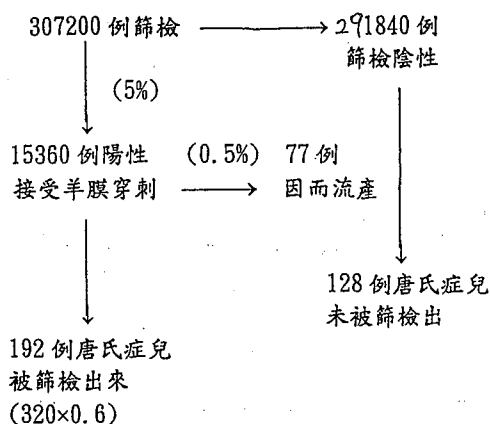 307200 例篩檢
291840 例
篩檢陰性
(5%)
15360 例陽性
接受羊膜穿刺
(0.5%)
77 例
因而流產
128 例唐氏症兒
未被篩檢出
192 例唐氏症兒
被篩檢出來
(320×0.6)